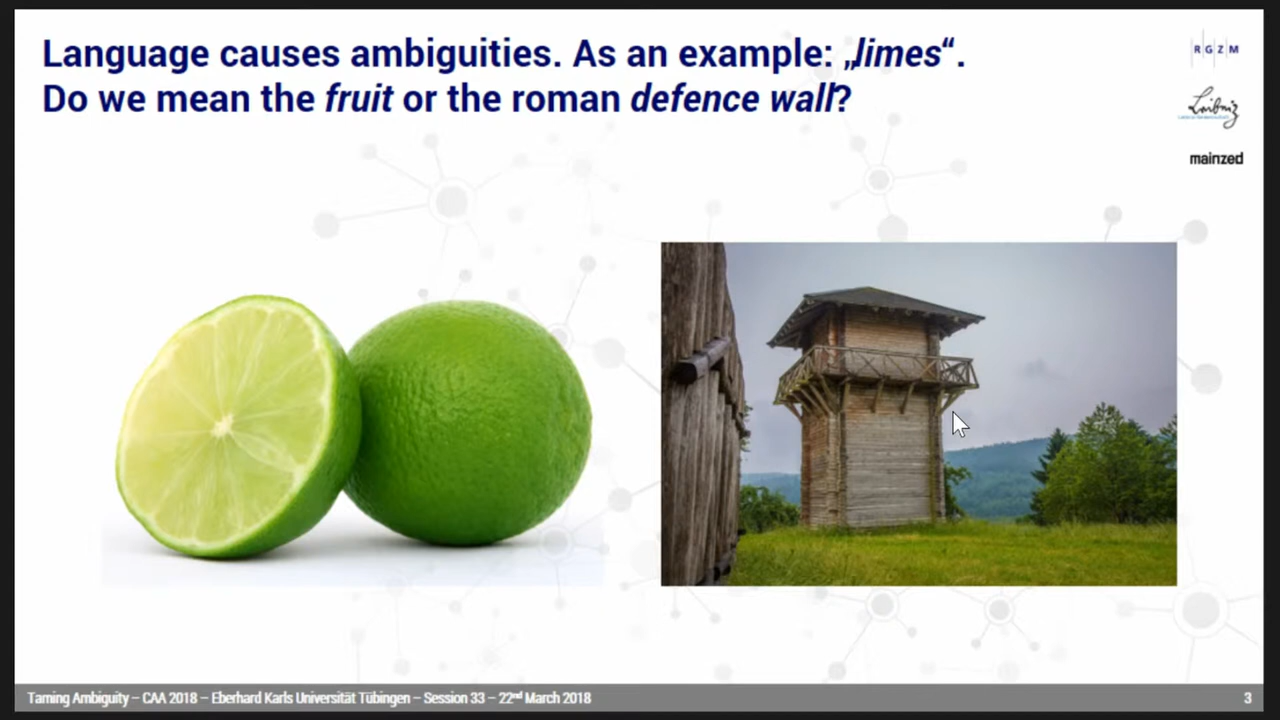 Language causes ambiguities. As an example: „limes“.
Do we mean the fruit or the roman defence wall?
R G Z M
Leibniz
mainzed
Taming Ambiguity – CAA 2018 – Eberhard Karls Universität Tübingen – Session 33 – 22nd March 2018
3